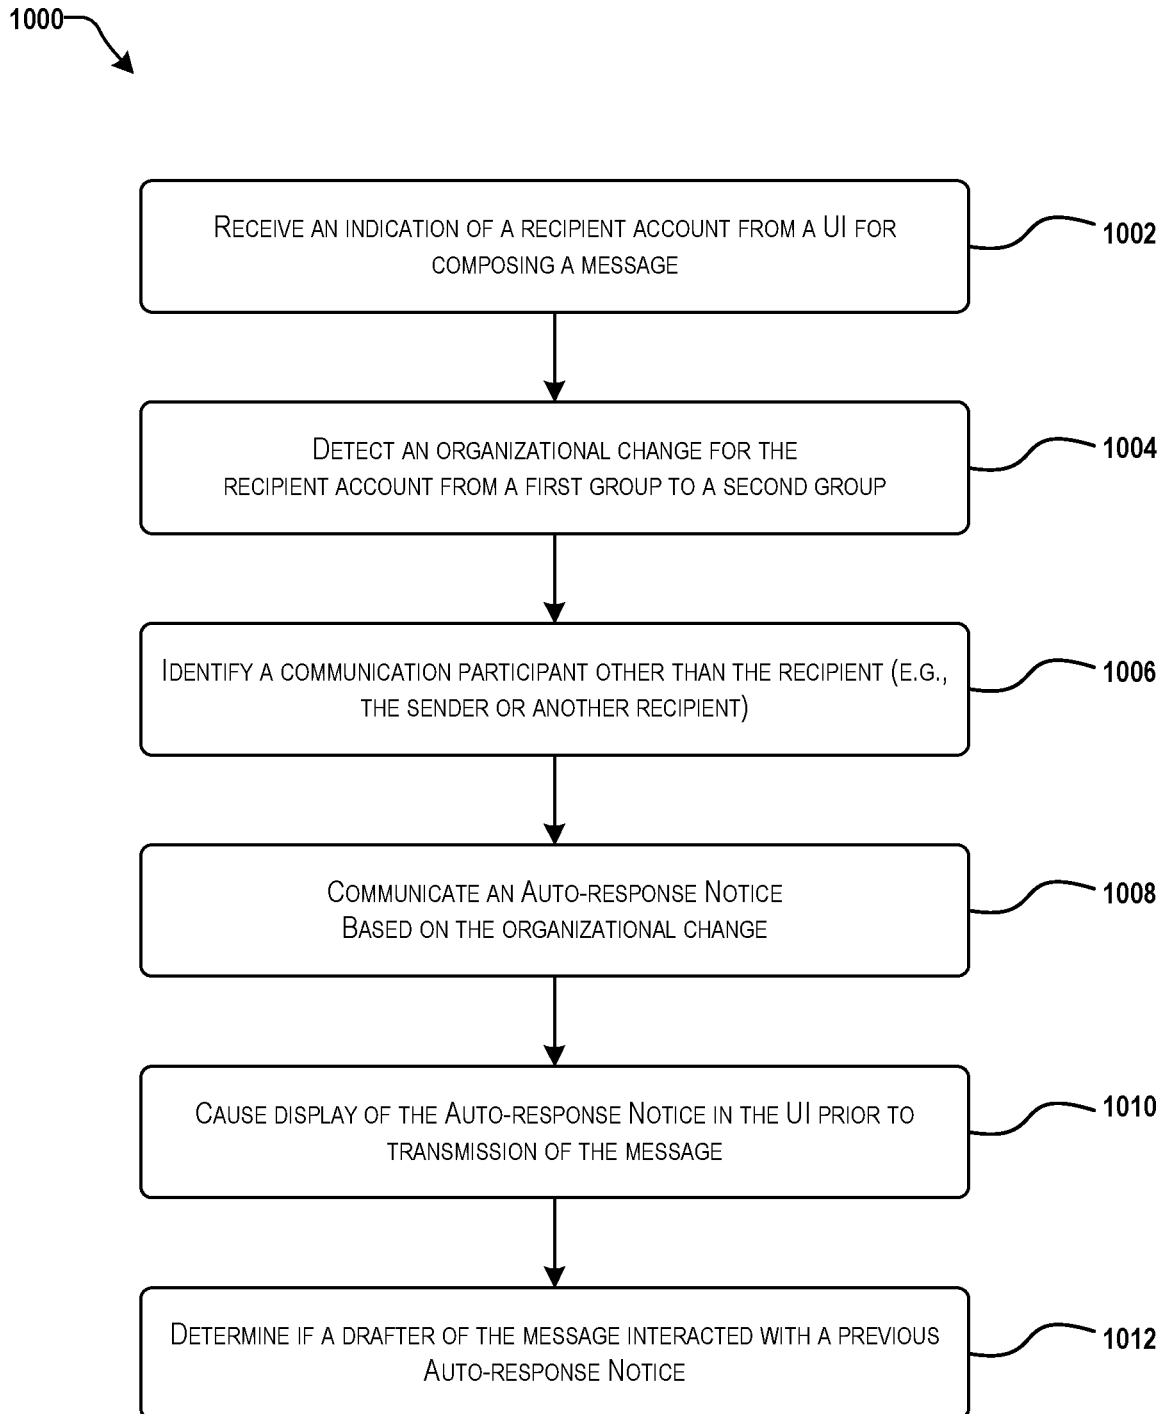 1000
RECEIVE AN INDICATION OF A RECIPIENT ACCOUNT FROM A UI FOR
COMPOSING A MESSAGE
1002
DETECT AN ORGANIZATIONAL CHANGE FOR THE
RECIPIENT ACCOUNT FROM A FIRST GROUP TO A SECOND GROUP
1004
IDENTIFY A COMMUNICATION PARTICIPANT OTHER THAN THE RECIPIENT (E.G.,
THE SENDER OR ANOTHER RECIPIENT)
1006
COMMUNICATE AN AUTO-RESPONSE NOTICE
BASED ON THE ORGANIZATIONAL CHANGE
1008
CAUSE DISPLAY OF THE AUTO-RESPONSE NOTICE IN THE UI PRIOR TO
TRANSMISSION OF THE MESSAGE
1010
DETERMINE IF A DRAFTER OF THE MESSAGE INTERACTED WITH A PREVIOUS
AUTO-RESPONSE NOTICE
1012